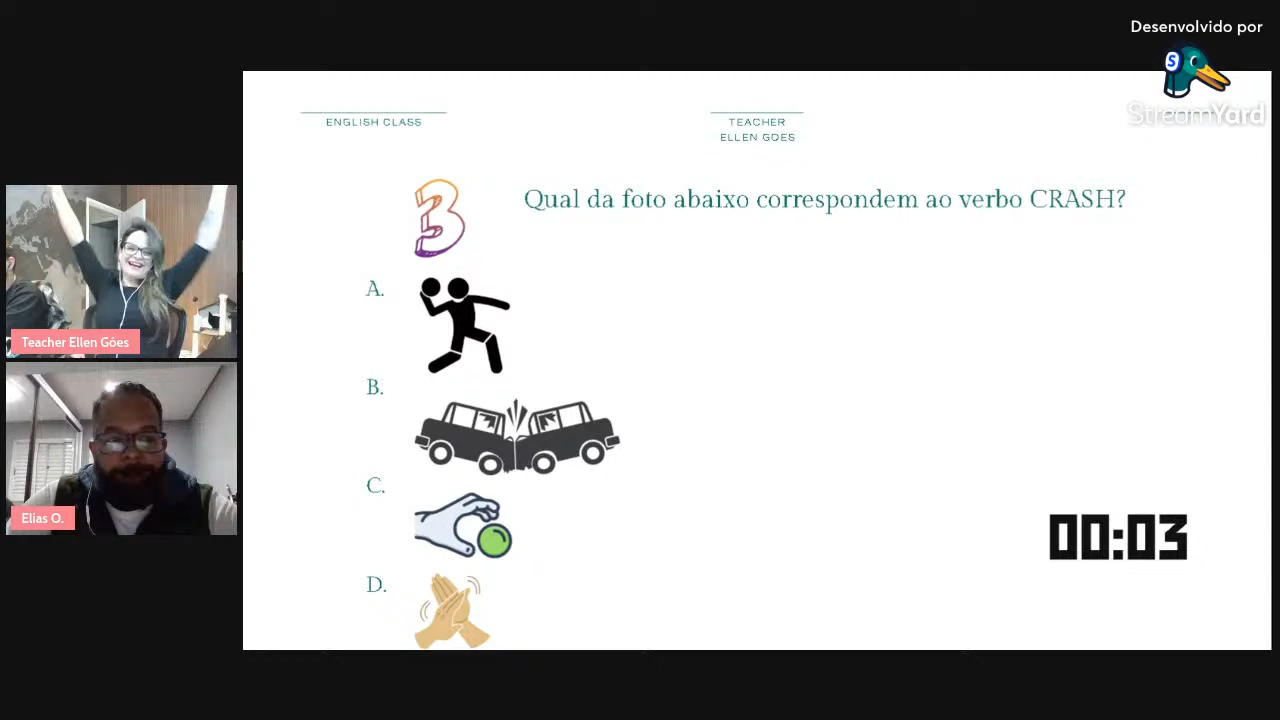 Desenvolvido por
S
StreamYard
ENGLISH CLASS
TEACHER
ELLEN GOES
3
Qual da foto abaixo correspondem ao verbo CRASH?
A.
B.
C.
D.
00:03
Teacher Ellen Góes
Elias O.